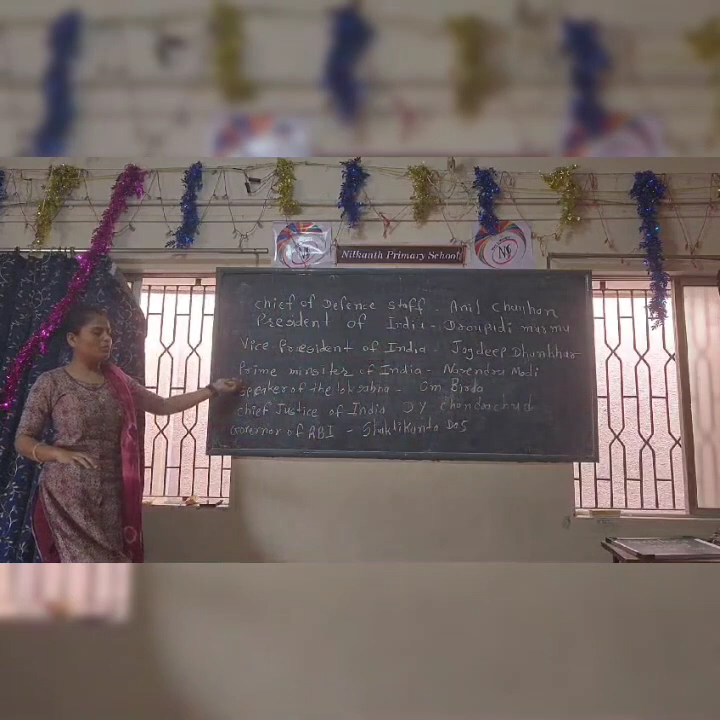 Nilkanth Primary School
Chief of Defence staff - Anil Chauhan
President of India - Droupadi murmu
Vice President of India - Jagdeep Dhankhar
Prime minister of India - Narendra Modi
speaker of the lok sabha - Om Birda
chief Justice of India DY chandrachud
Governor of RBI - Shaktikanta Das